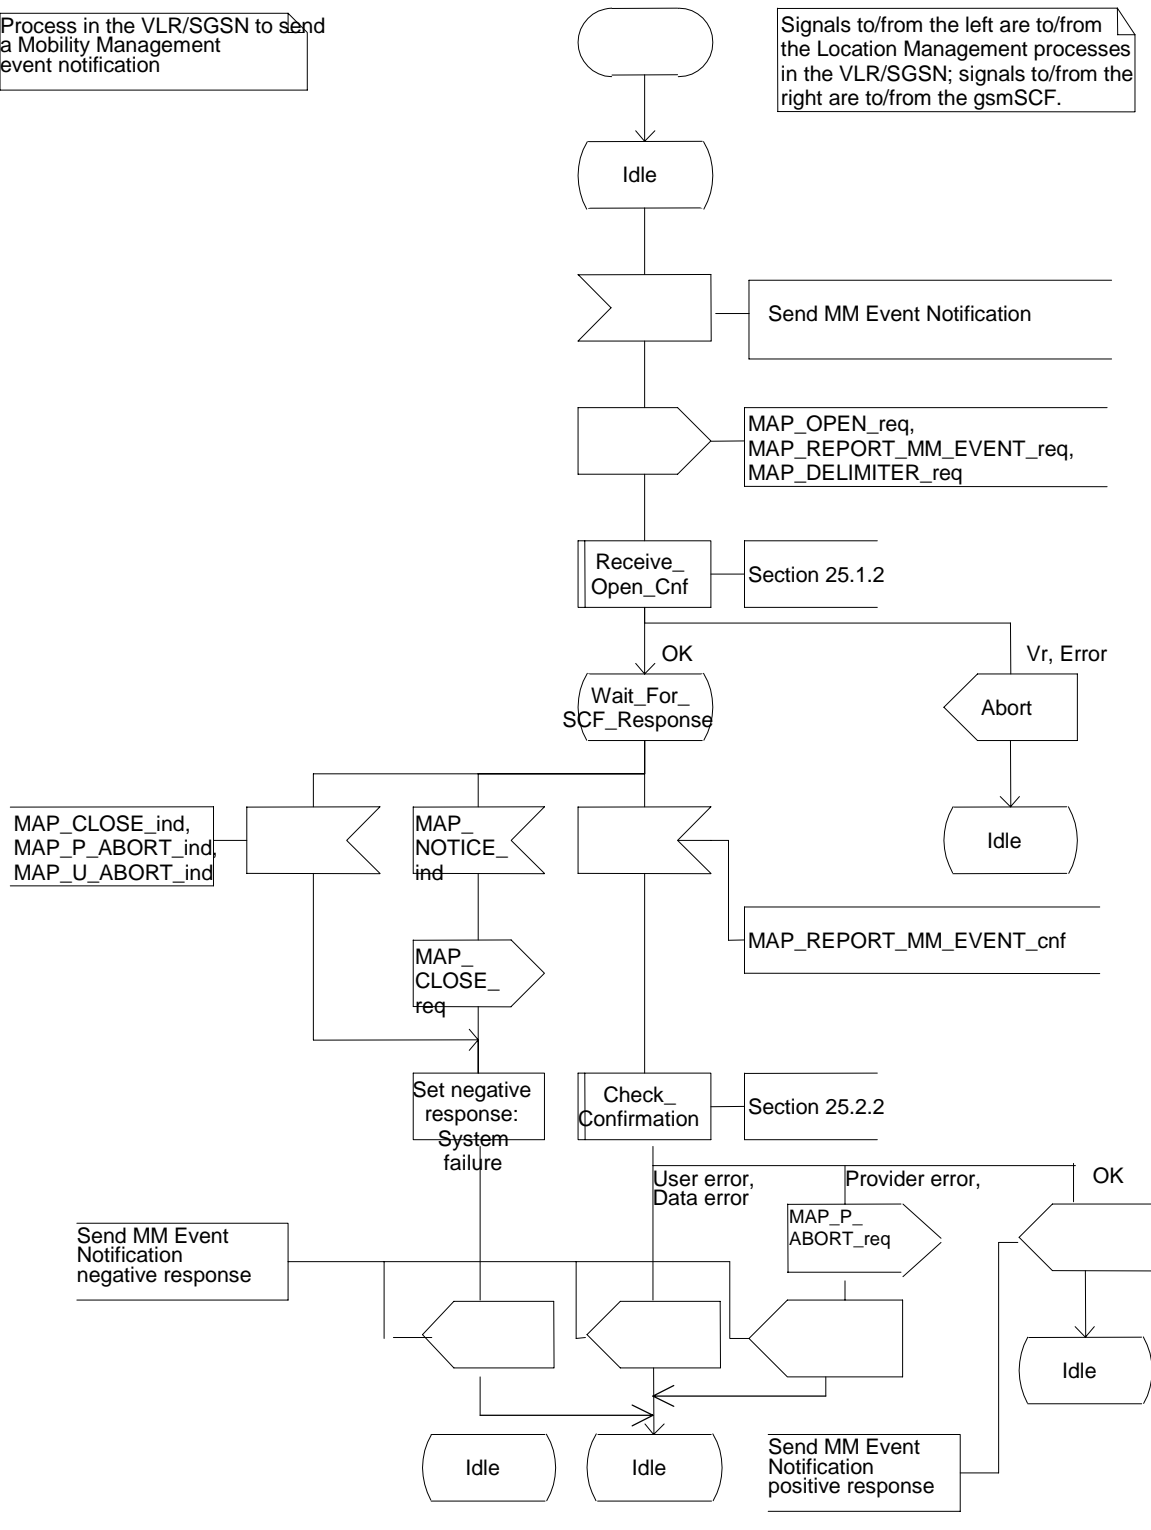 Process in the VLR/SGSN to send
a Mobility Management
event notification
Signals to/from the left are to/from
the Location Management processes
in the VLR/SGSN; signals to/from the
right are to/from the gsmSCF.
Idle
Send MM Event Notification
MAP_OPEN_req,
MAP_REPORT_MM_EVENT_req,
MAP_DELIMITER_req
Receive_
Open_Cnf
Section 25.1.2
OK
Vr, Error
Wait_For_
SCF_Response
Abort
MAP_CLOSE_ind,
MAP_P_ABORT_ind,
MAP_U_ABORT_ind
MAP_
NOTICE_
ind
Idle
MAP_REPORT_MM_EVENT_cnf
MAP_
CLOSE_
req
Set negative
response:
System
failure
Check_
Confirmation
Section 25.2.2
User error,
Data error
Provider error,
OK
MAP_P_
ABORT_req
Send MM Event
Notification
negative response
Idle
Idle
Idle
Send MM Event
Notification
positive response